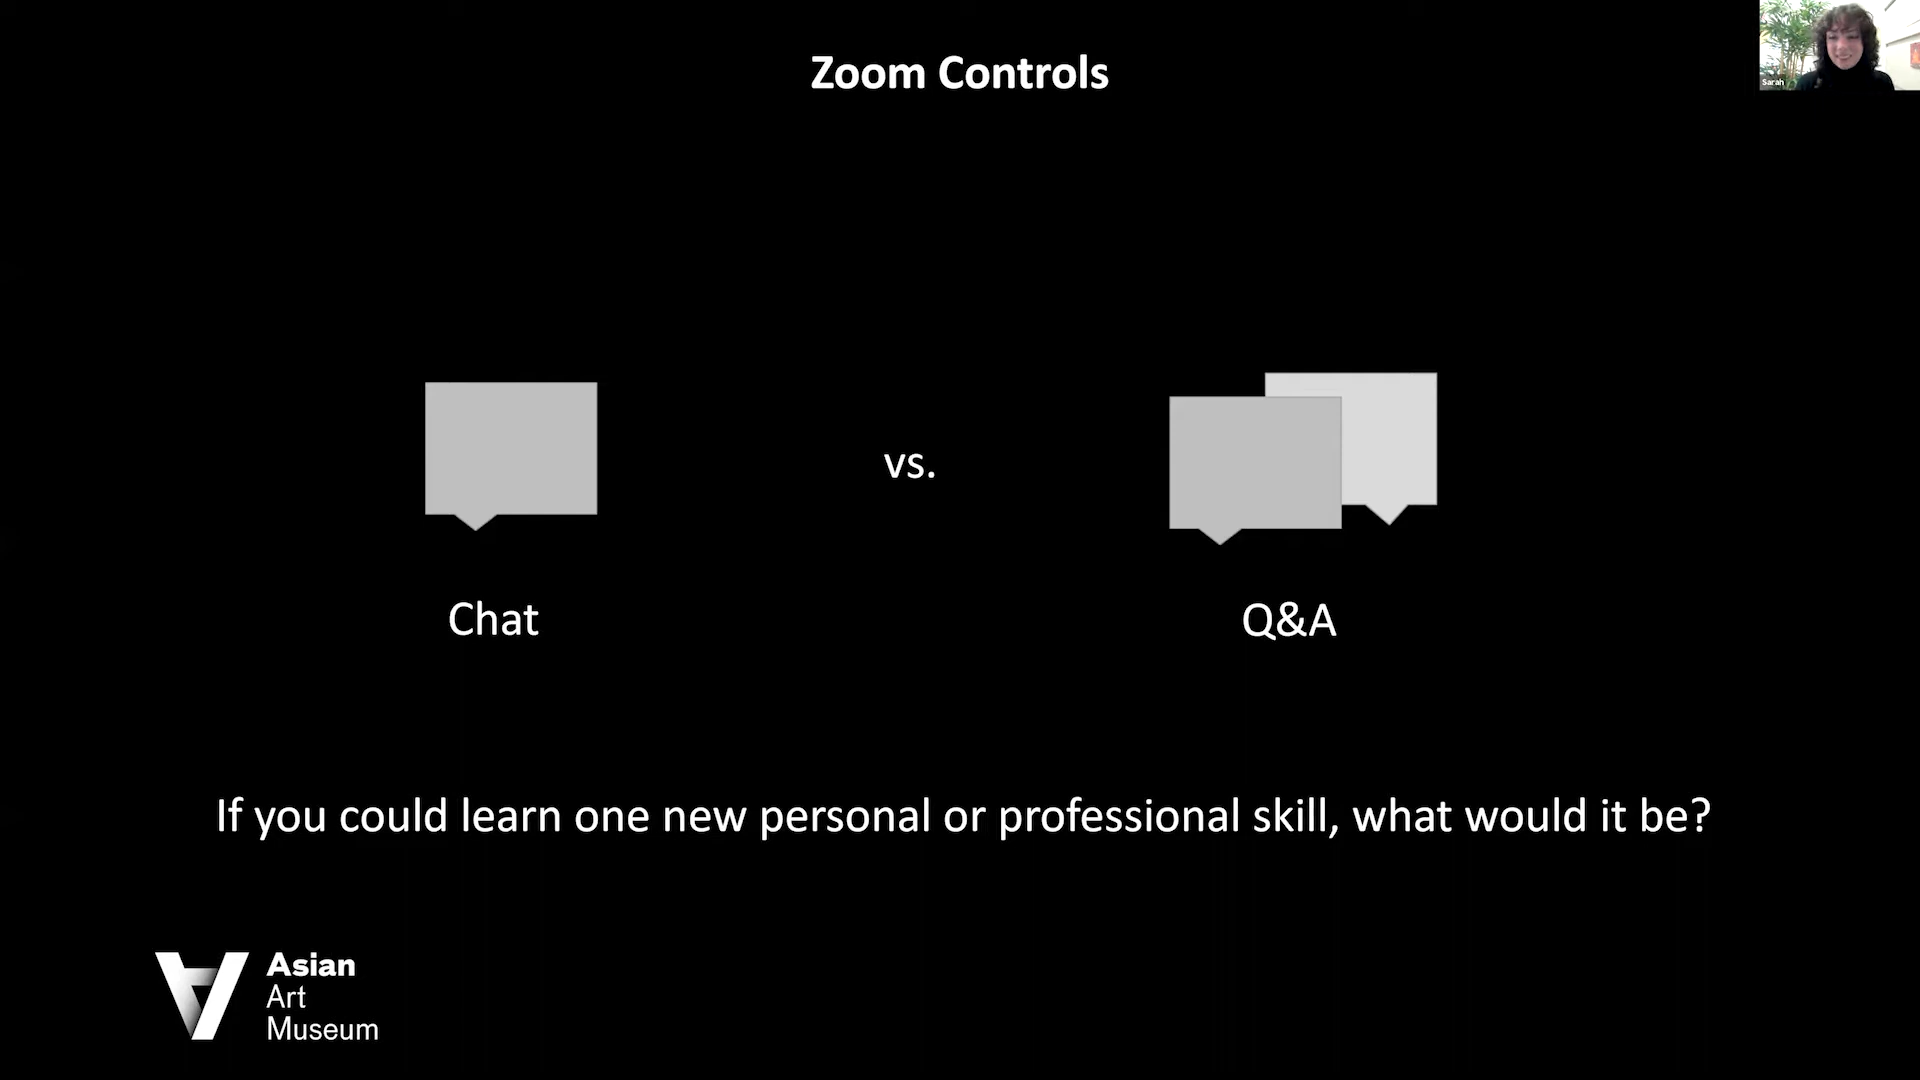 Zoom Controls
Sarah
vs.
Chat
Q&A
If you could learn one new personal or professional skill, what would it be?
Asian
Art
Museum